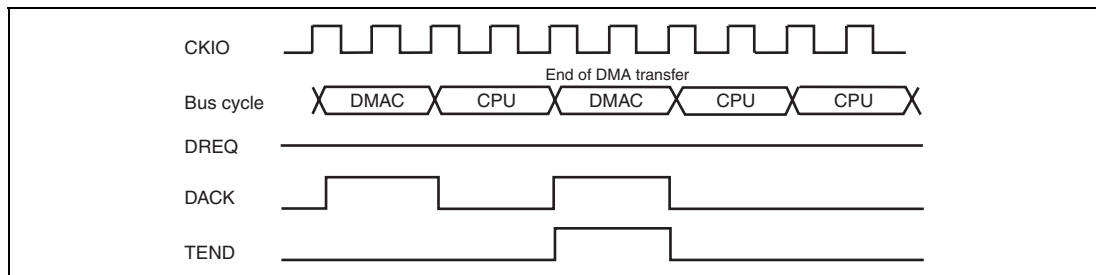 CKIO
End of DMA transfer
Bus cycle DMAC CPU DMAC CPU CPU
DREQ
DACK
TEND